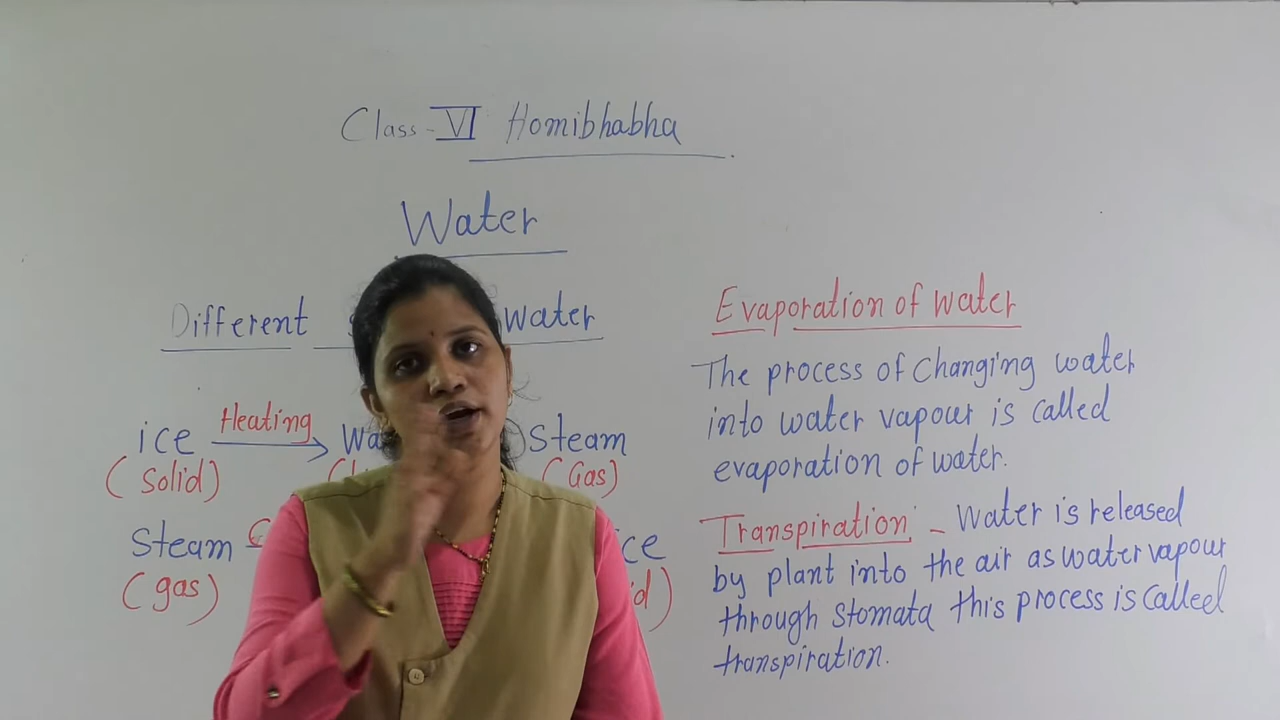 Class - VI Homibhabha
Water
Different water
ice Heating Steam
(Solid) (Gas)
Steam
(gas)
Evaporation of water
The process of Changing water
into water vapour is called
evaporation of water.
Transpiration - Water is released
by plant into the air as water vapour
through Stomata this process is Called
transpiration.